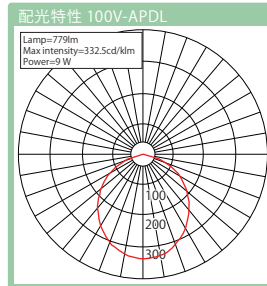 配光特性 100V-APDL
Lamp=779lm
Max intensity=332.5cd/klm
Power=9 W
100
200
300